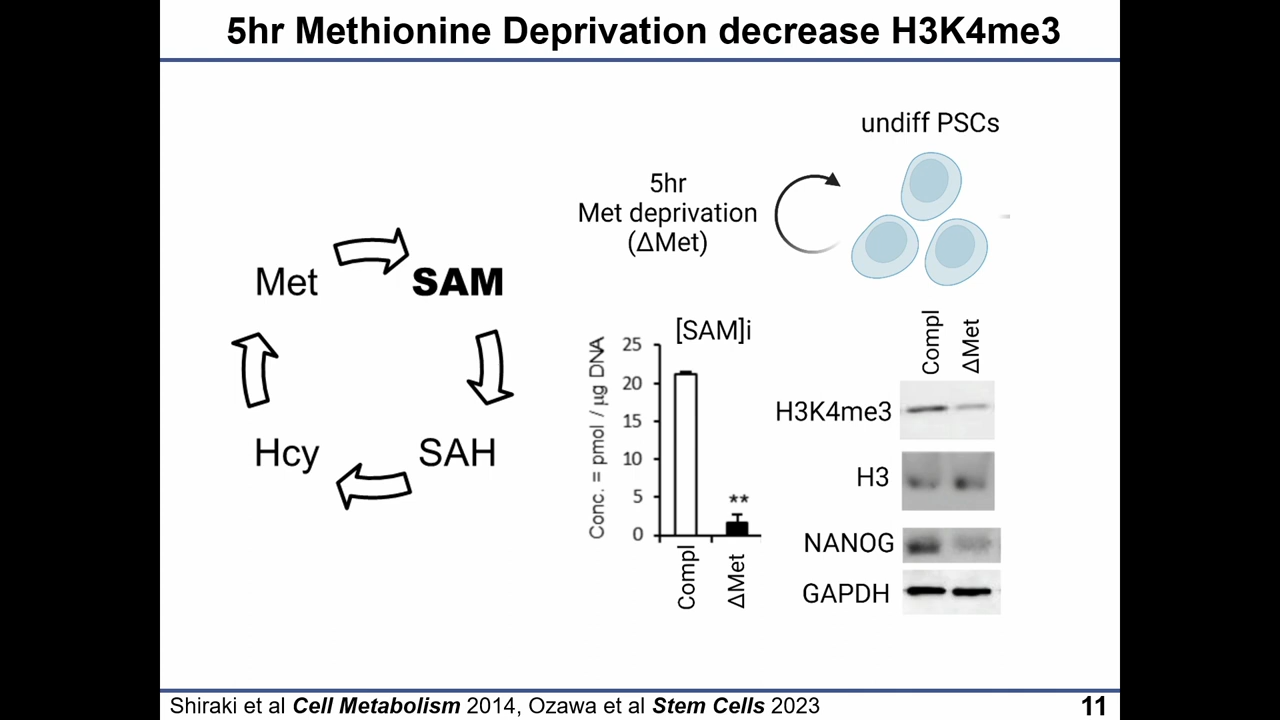 5hr Methionine Deprivation decrease H3K4me3
undiff PSCs
5hr
Met deprivation
(ΔMet)
Met
SAM
Hcy
SAH
[SAM]i
Conc. = pmol / µg DNA
25
20
15
10
5
0
**
Compl
ΔMet
Compl
ΔMet
H3K4me3
H3
NANOG
GAPDH
Shiraki et al Cell Metabolism 2014, Ozawa et al Stem Cells 2023
11